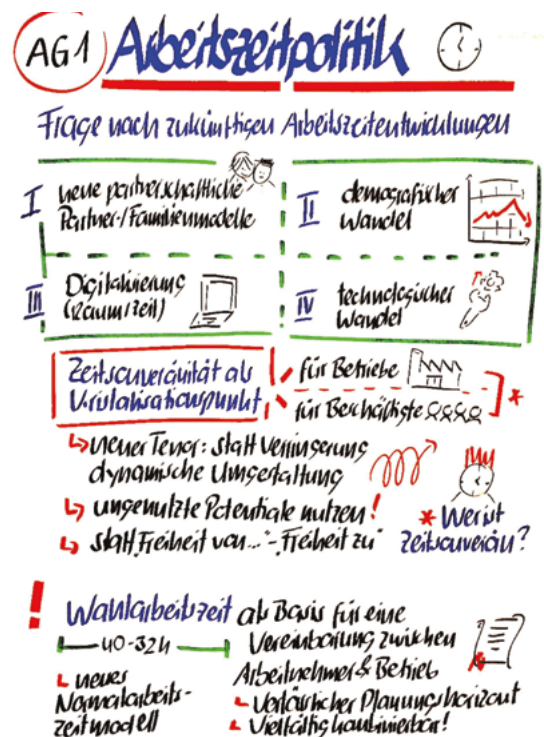 AG1 Arbeitszeitpolitik
Frage nach zukünftigen Arbeitszeitentwicklungen
I neue partnerschaftliche
Partner-/Familienmodelle
II demografischer
Wandel
III Digitalisierung
(Raum/Zeit)
IV technologischer
Wandel
Zeitsouveränität als
Kristallisationspunkt
für Betriebe
für Beschäftigte
*
↳ neuer Tenor: statt Verringerung
dynamische Umgestaltung
↳ ungenutzte Potentiale nutzen!
↳ statt „Freiheit von..." - „Freiheit zu"
* Wer ist
zeitsouverän?
! Wahlarbeitszeit als Basis für eine
Vereinbarung zwischen
Arbeitnehmer & Betrieb
40-32h
↳ neues
Normalarbeits-
zeitmodell
↳ Verlässlicher Planungshorizont
↳ Vielfältig kombinierbar!